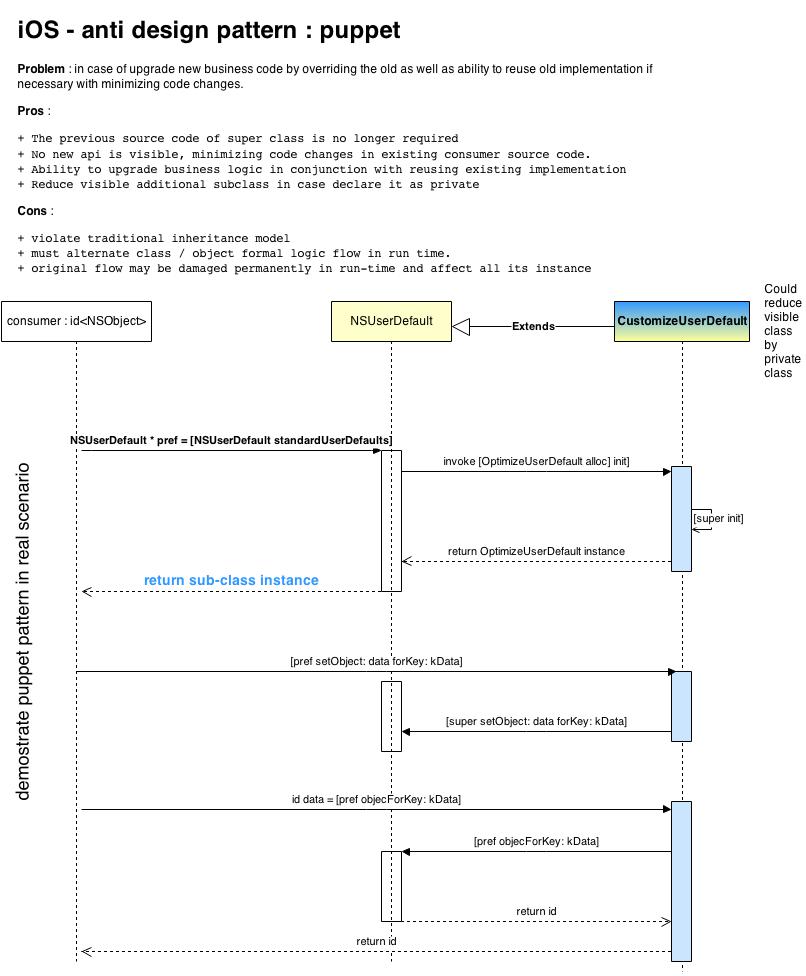 iOS - anti design pattern : puppet
Problem : in case of upgrade new business code by overriding the old as well as ability to reuse old implementation if
necessary with minimizing code changes.
Pros :
+ The previous source code of super class is no longer required
+ No new api is visible, minimizing code changes in existing consumer source code.
+ Ability to upgrade business logic in conjunction with reusing existing implementation
+ Reduce visible additional subclass in case declare it as private
Cons :
+ violate traditional inheritance model
+ must alternate class / object formal logic flow in run time.
+ original flow may be damaged permanently in run-time and affect all its instance
Could
reduce
visible
class
by
private
class
consumer : id<NSObject>
NSUserDefault
Extends
CustomizeUserDefault
demostrate puppet pattern in real scenario
NSUserDefault * pref = [NSUserDefault standardUserDefaults]
invoke [OptimizeUserDefault alloc] init]
[super init]
return OptimizeUserDefault instance
return sub-class instance
[pref setObject: data forKey: kData]
[super setObject: data forKey: kData]
id data = [pref objecForKey: kData]
[pref objecForKey: kData]
return id
return id